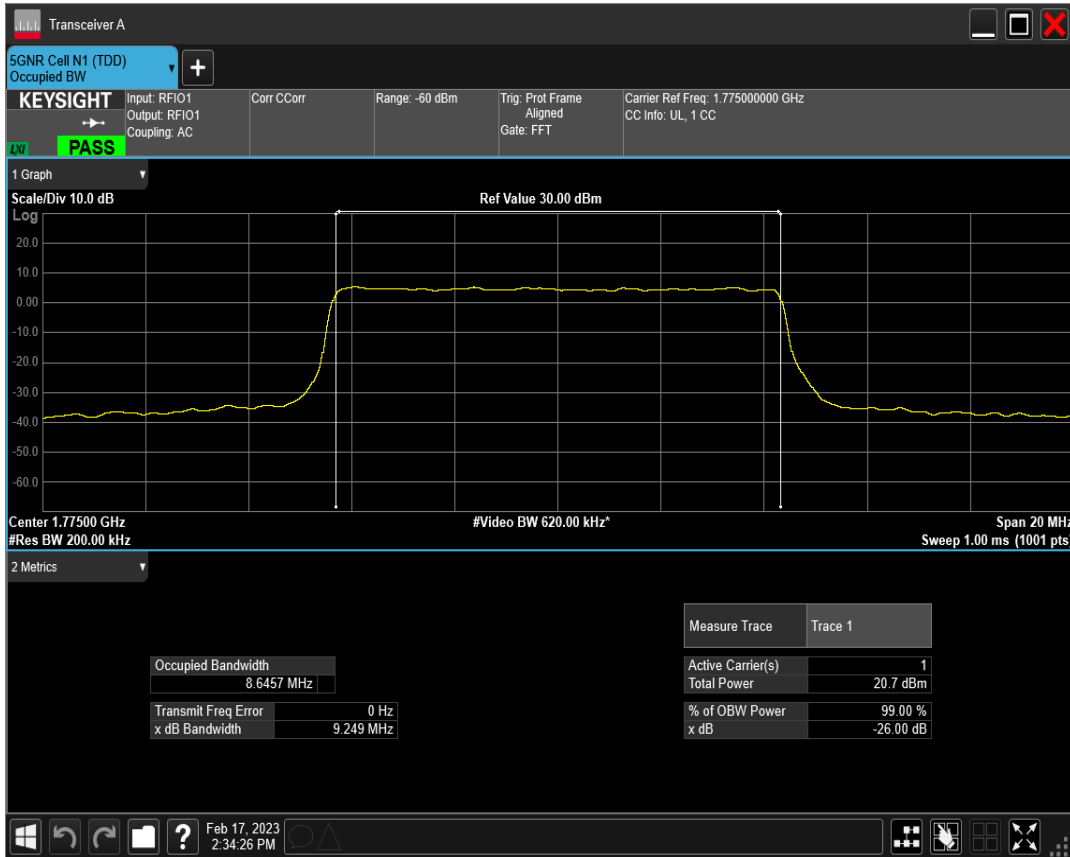 Transceiver A
5GNR Cell N1 (TDD)
Occupied BW
KEYSIGHT
LXI
PASS
Input: RFIO1
Output: RFIO1
Coupling: AC
Corr CCorr
Range: -60 dBm
Trig: Prot Frame
Aligned
Gate: FFT
Carrier Ref Freq: 1.775000000 GHz
CC Info: UL, 1 CC
1 Graph
Scale/Div 10.0 dB
Ref Value 30.00 dBm
Log
20.0
10.0
0.00
-10.0
-20.0
-30.0
-40.0
-50.0
-60.0
Center 1.77500 GHz
#Video BW 620.00 kHz*
Span 20 MHz
#Res BW 200.00 kHz
Sweep 1.00 ms (1001 pts)
2 Metrics
Measure Trace Trace 1
Occupied Bandwidth
8.6457 MHz
Active Carrier(s) 1
Total Power 20.7 dBm
Transmit Freq Error 0 Hz
x dB Bandwidth 9.249 MHz
% of OBW Power 99.00 %
x dB -26.00 dB
?
Feb 17, 2023
2:34:26 PM